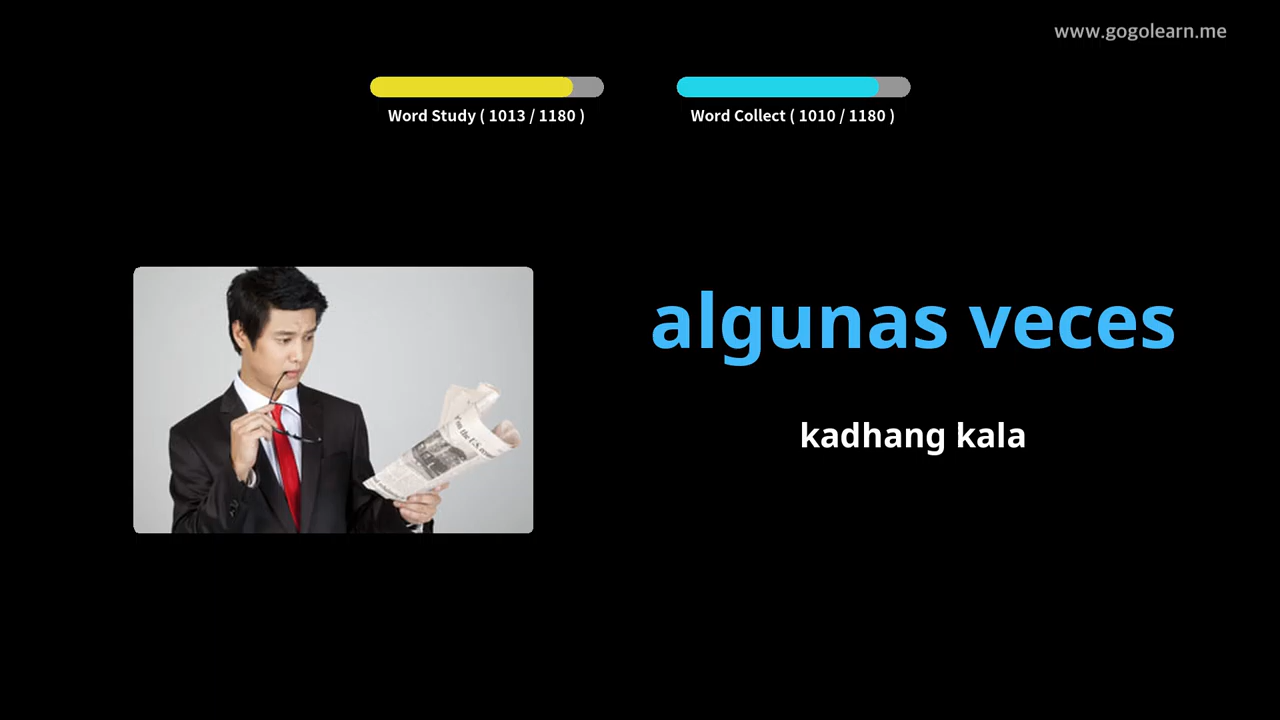 www.gogolearn.me
Word Study ( 1013 / 1180 )
Word Collect ( 1010 / 1180 )
algunas veces
kadhang kala